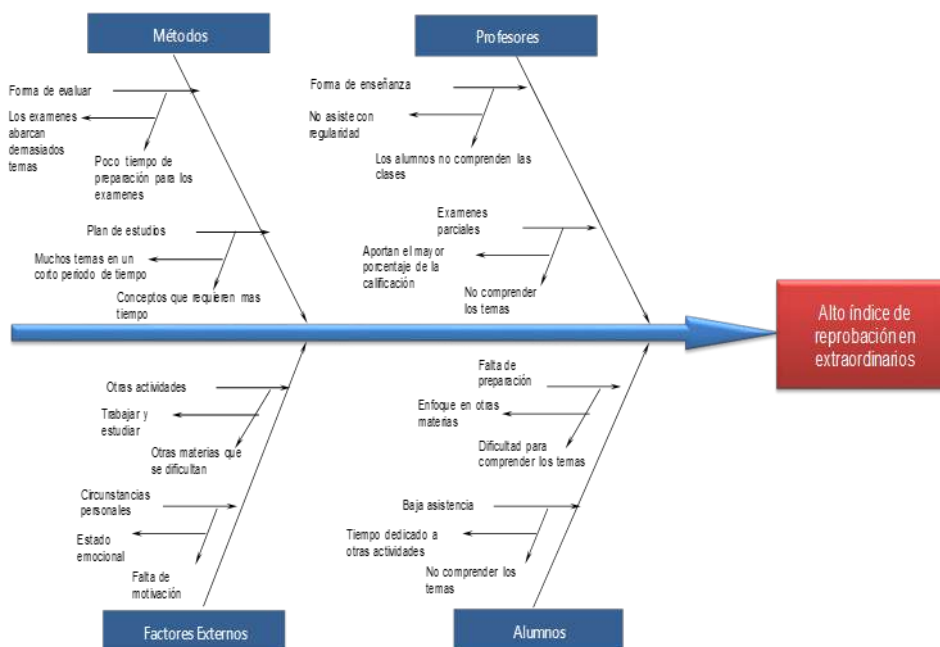 Métodos
Forma de evaluar
Los examenes
abarcan
demasiados
temas
Poco tiempo de
preparación para los
examenes
Plan de estudios
Muchos temas en un
corto periodo de tiempo
Conceptos que requieren mas
tiempo
Profesores
Forma de enseñanza
No asiste con
regularidad
Los alumnos no comprenden las
clases
Examenes
parciales
Aportan el mayor
porcentaje de la
calificación
No comprender
los temas
Alto índice de
reprobación en
extraordinarios
Otras actividades
Trabajar y
estudiar
Otras materias que
se dificultan
Circunstancias
personales
Estado
emocional
Falta de
motivación
Factores Externos
Falta de
preparación
Enfoque en otras
materias
Dificultad para
comprender los temas
Baja asistencia
Tiempo dedicado a
otras actividades
No comprender los
temas
Alumnos